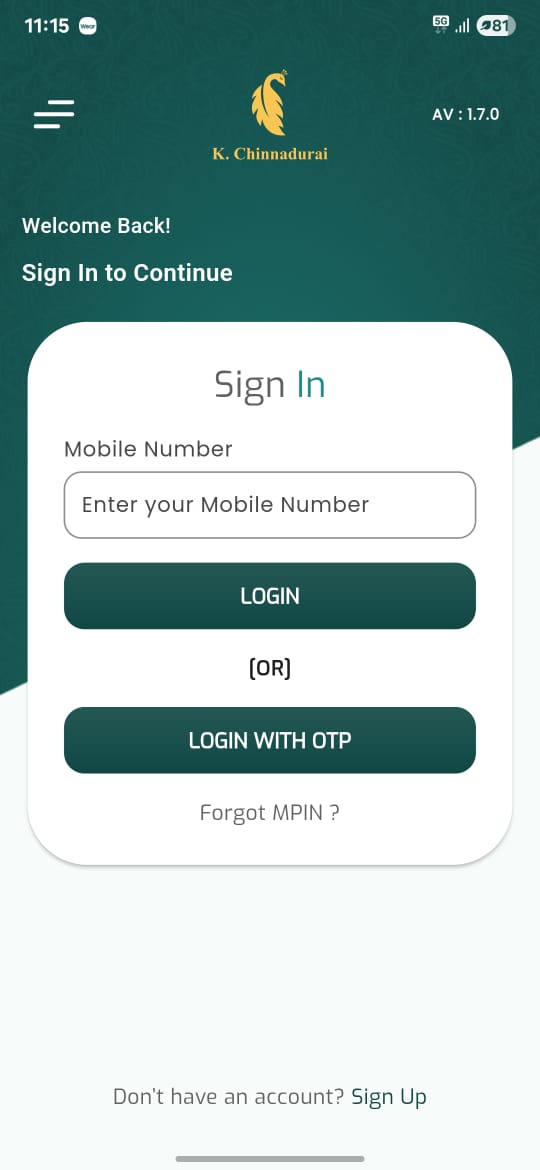 11:15
Wear
5G
81
AV : 1.7.0
K. Chinnadurai
Welcome Back!
Sign In to Continue
Sign In
Mobile Number
Enter your Mobile Number
LOGIN
[OR]
LOGIN WITH OTP
Forgot MPIN ?
Don't have an account? Sign Up